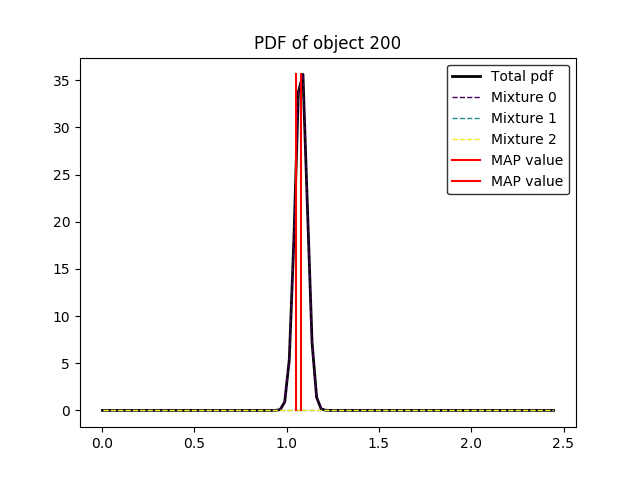 PDF of object 200
Total pdf
Mixture 0
Mixture 1
Mixture 2
MAP value
MAP value
35
30
25
20
15
10
5
0
0.0 0.5 1.0 1.5 2.0 2.5